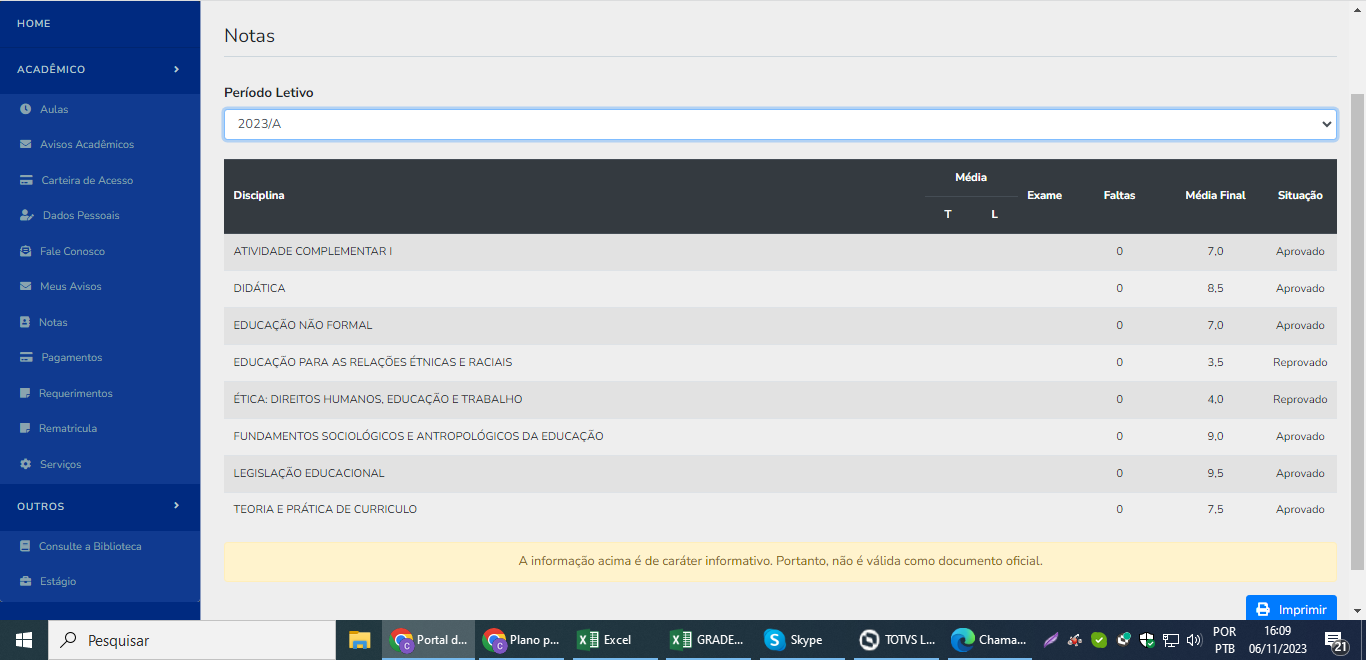 HOME
ACADÊMICO
Aulas
Avisos Acadêmicos
Carteira de Acesso
Dados Pessoais
Fale Conosco
Meus Avisos
Notas
Pagamentos
Requerimentos
Rematricula
Serviços
OUTROS
Consulte a Biblioteca
Estágio
Notas
Período Letivo
2023/A
Disciplina Média Exame Faltas Média Final Situação
T L
ATIVIDADE COMPLEMENTAR I 0 7,0 Aprovado
DIDÁTICA 0 8,5 Aprovado
EDUCAÇÃO NÃO FORMAL 0 7,0 Aprovado
EDUCAÇÃO PARA AS RELAÇÕES ÉTNICAS E RACIAIS 0 3,5 Reprovado
ÉTICA: DIREITOS HUMANOS, EDUCAÇÃO E TRABALHO 0 4,0 Reprovado
FUNDAMENTOS SOCIOLÓGICOS E ANTROPOLÓGICOS DA EDUCAÇÃO 0 9,0 Aprovado
LEGISLAÇÃO EDUCACIONAL 0 9,5 Aprovado
TEORIA E PRÁTICA DE CURRICULO 0 7,5 Aprovado
A informação acima é de caráter informativo. Portanto, não é válida como documento oficial.
Imprimir
Pesquisar
Portal d...
Plano p...
Excel
GRADE...
Skype
TOTVS L...
Chama...
POR
PTB
16:09
06/11/2023
21